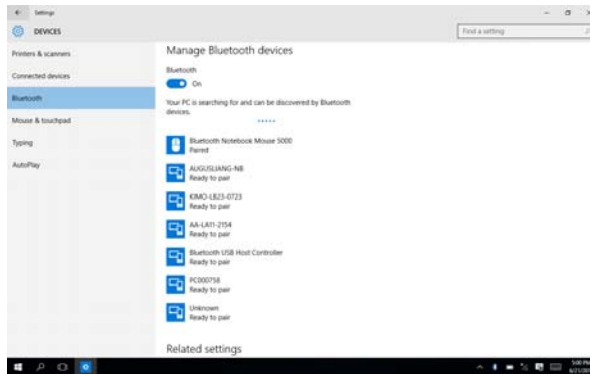 Settings
DEVICES
Find a setting
Printers & scanners
Connected devices
Bluetooth
Mouse & touchpad
Typing
AutoPlay
Manage Bluetooth devices
Bluetooth
On
Your PC is searching for and can be discovered by Bluetooth
devices.
Bluetooth Notebook Mouse 5000
Paired
AUGUSLIANG-NB
Ready to pair
KIMO-LB23-0723
Ready to pair
AA-LA11-2154
Ready to pair
Bluetooth USB Host Controller
Ready to pair
PC000758
Ready to pair
Unknown
Ready to pair
Related settings
5:00 PM